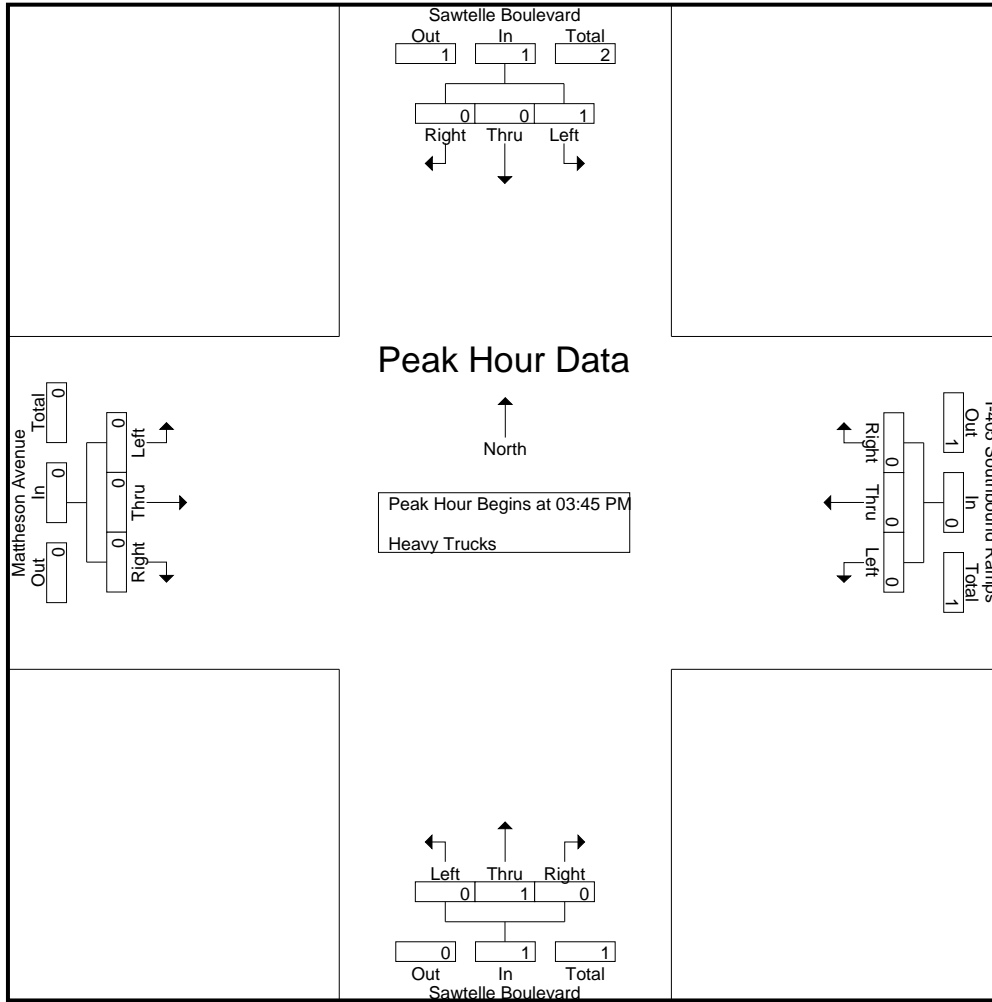 Sawtelle Boulevard
Out In Total
1 1 2
0 0 1
Right Thru Left
Peak Hour Data
North
Peak Hour Begins at 03:45 PM
Heavy Trucks
Mattheson Avenue
Out In Total
0 0 0
Right Thru Left
0 0 0
Right Thru Left
0 0 0
Out In Total
1 0 1
Southbound Ramps
Left Thru Right
0 1 0
0 1 1
Out In Total
Sawtelle Boulevard